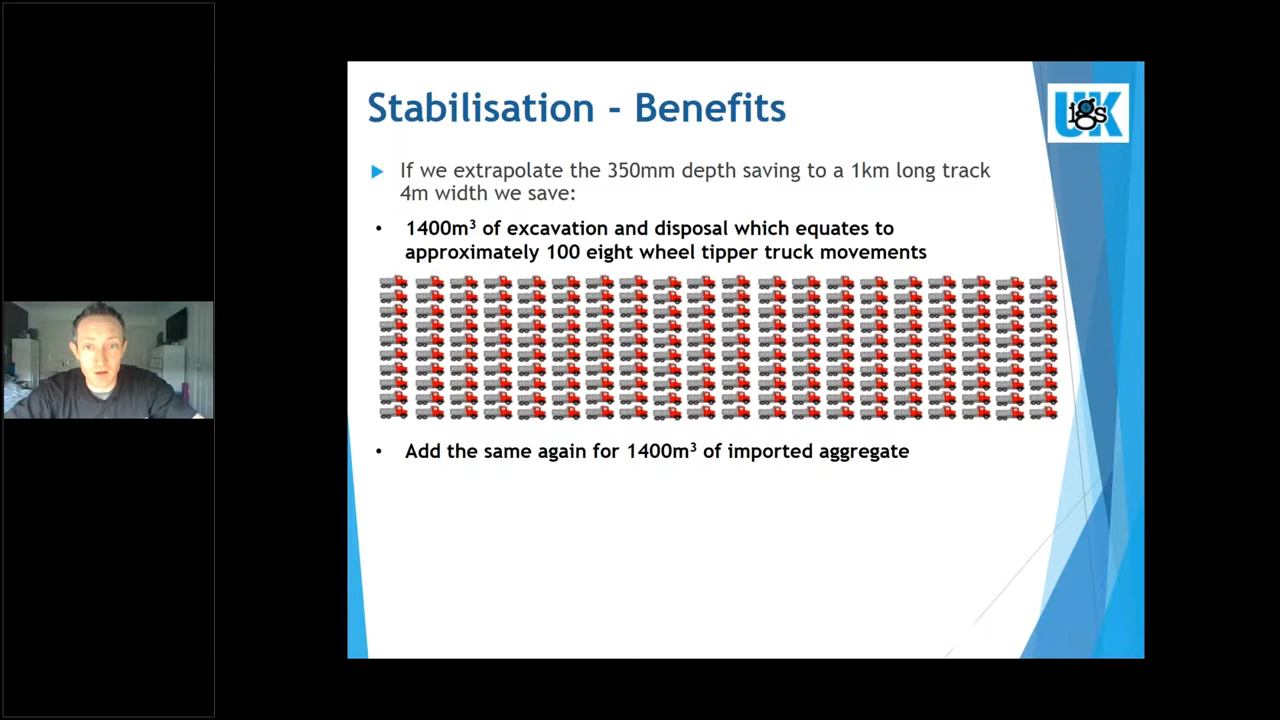 Stabilisation - Benefits
UK
igs
If we extrapolate the 350mm depth saving to a 1km long track
4m width we save:
• 1400m³ of excavation and disposal which equates to
approximately 100 eight wheel tipper truck movements
• Add the same again for 1400m³ of imported aggregate